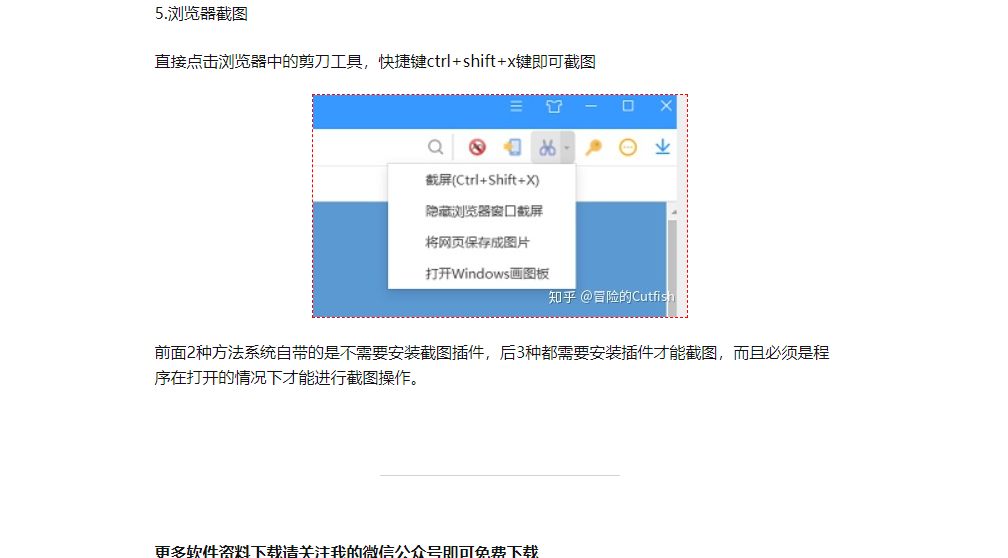 5.浏览器截图
直接点击浏览器中的剪刀工具，快捷键ctrl+shift+x键即可截图
截屏(Ctrl+Shift+X)
隐藏浏览器窗口截屏
将网页保存成图片
打开Windows画图板
知乎 @冒险的Cutfish
前面2种方法系统自带的是不需要安装截图插件，后3种都需要安装插件才能截图，而且必须是程
序在打开的情况下才能进行截图操作。
更多软件资料下载请关注我的微信公众号即可免费下载